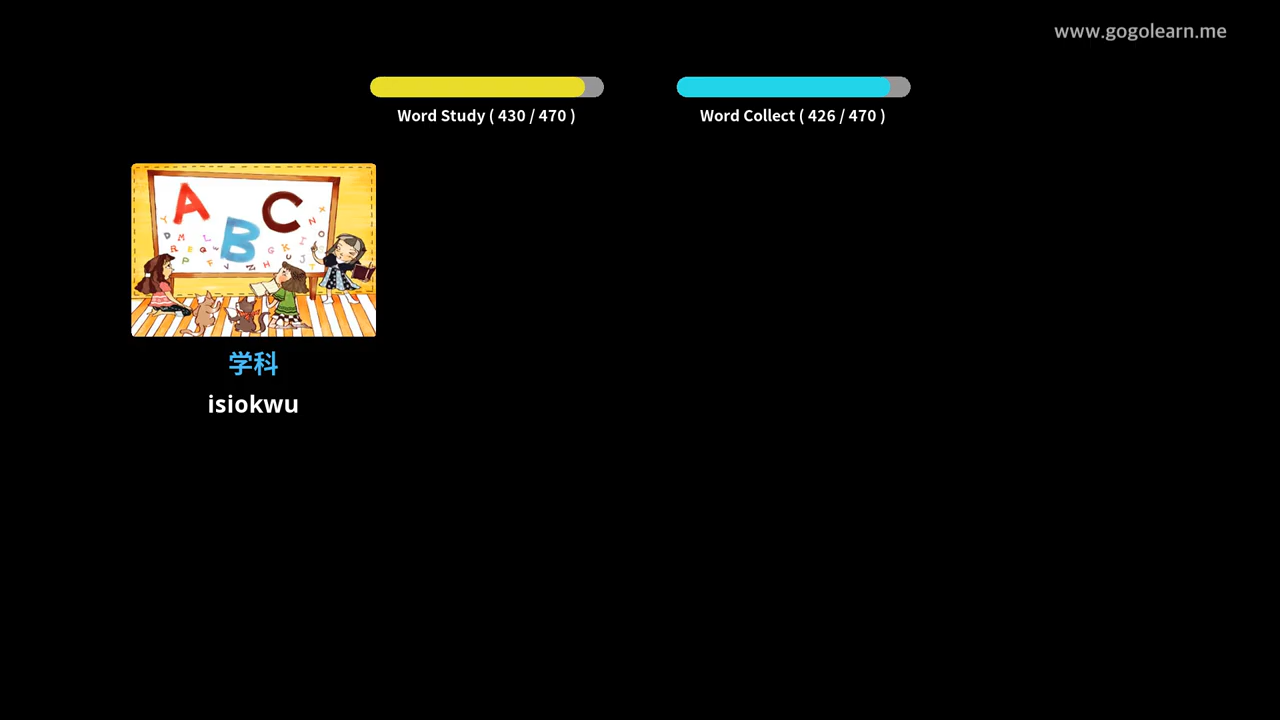 www.gogolearn.me
Word Study ( 430 / 470 )
Word Collect ( 426 / 470 )
A
B
C
学科
isiokwu